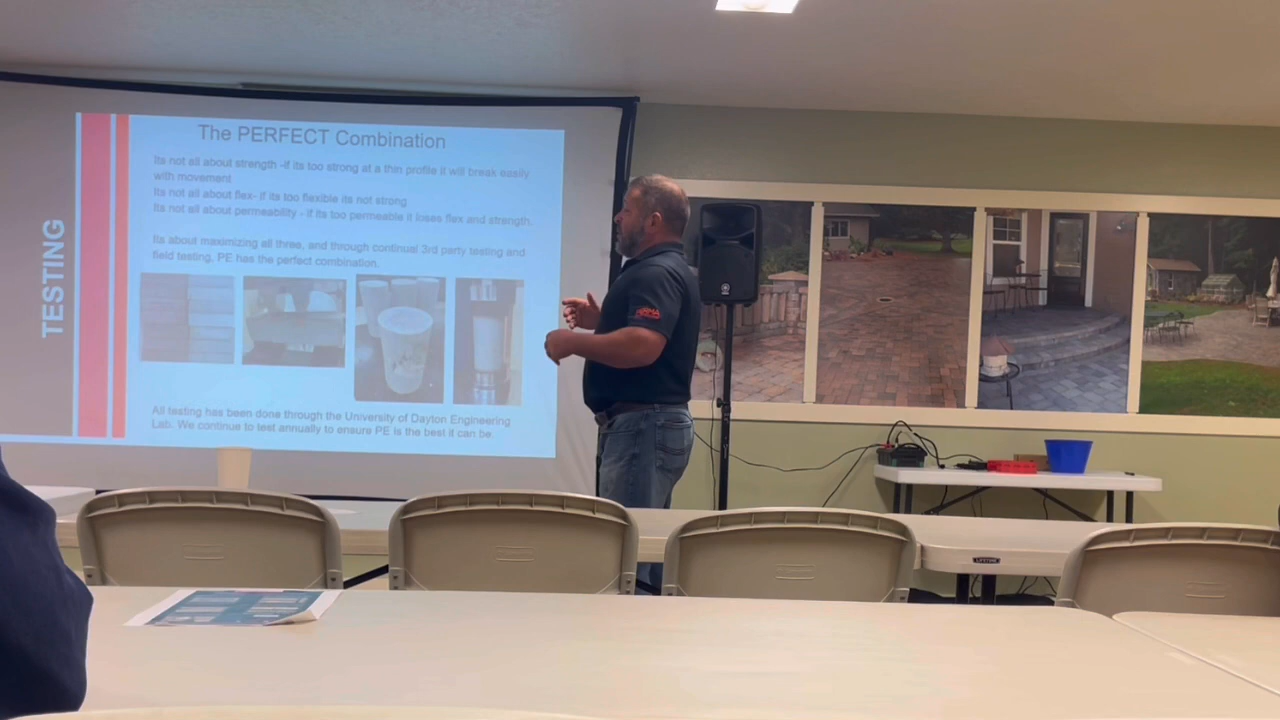 The PERFECT Combination
Its not all about strength -if its too strong at a thin profile it will break easily
with movement
Its not all about flex- if its too flexible its not strong
Its not all about permeability - if its too permeable it loses flex and strength.
Its about maximizing all three, and through continual 3rd party testing and
field testing, PE has the perfect combination.
All testing has been done through the University of Dayton Engineering
Lab. We continue to test annually to ensure PE is the best it can be
TESTING
LIFETIME